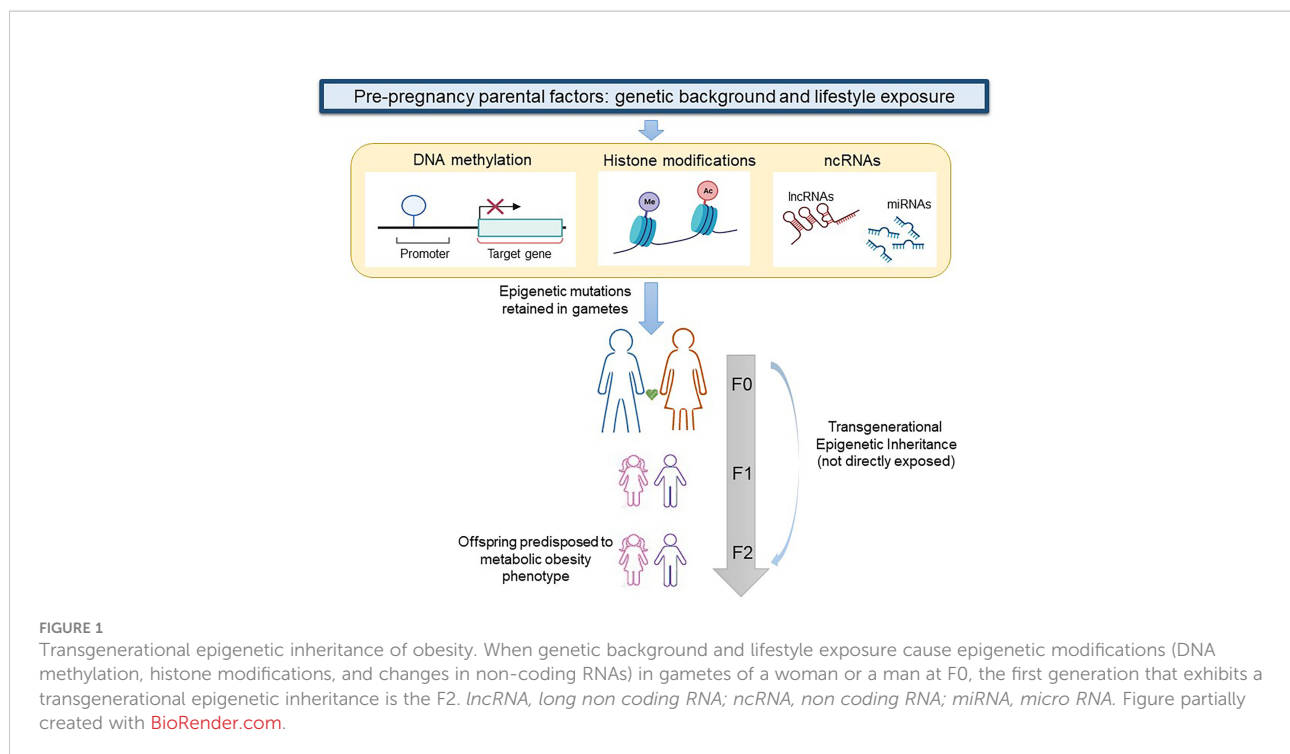 Pre-pregnancy parental factors: genetic background and lifestyle exposure
DNA methylation
Histone modifications
ncRNAs
Me
Ac
lncRNAs
miRNAs
Promoter
Target gene
Epigenetic mutations
retained in gametes
F0
Transgenerational
Epigenetic Inheritance
(not directly exposed)
F1
Offspring predisposed to
metabolic obesity
phenotype
F2
FIGURE 1
Transgenerational epigenetic inheritance of obesity. When genetic background and lifestyle exposure cause epigenetic modifications (DNA
methylation, histone modifications, and changes in non-coding RNAs) in gametes of a woman or a man at F0, the first generation that exhibits a
transgenerational epigenetic inheritance is the F2. lncRNA, long non coding RNA; ncRNA, non coding RNA; miRNA, micro RNA. Figure partially
created with BioRender.com.